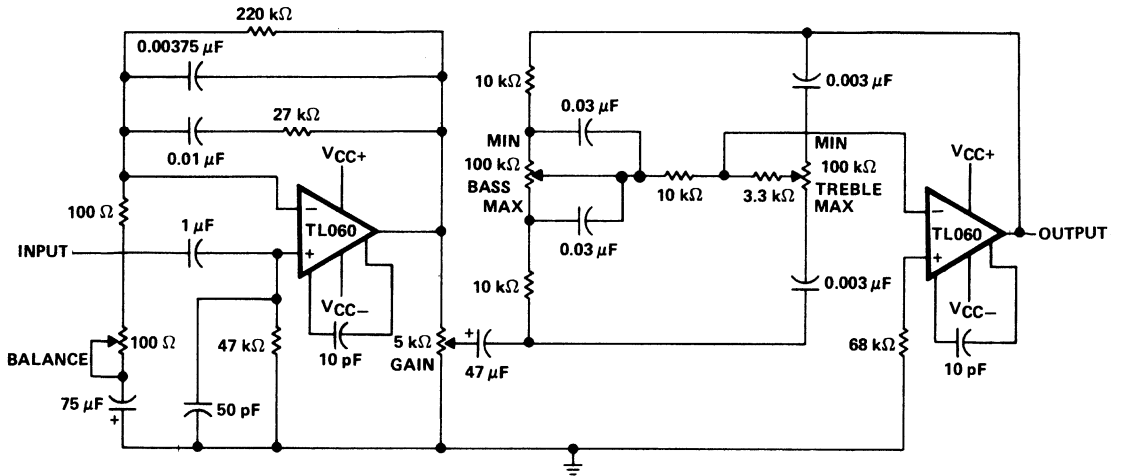 220 kΩ
0.00375 µF
27 kΩ
0.01 µF
VCC+
100 Ω
TL060
−
+
1 µF
INPUT
VCC−
10 pF
100 Ω
BALANCE
47 kΩ
75 µF
+
50 pF
5 kΩ
GAIN
+
47 µF
10 kΩ
0.03 µF
MIN
100 kΩ
BASS
MAX
0.03 µF
10 kΩ
10 kΩ
3.3 kΩ
0.003 µF
MIN
100 kΩ
TREBLE
MAX
0.003 µF
VCC+
−
TL060
+
OUTPUT
VCC−
68 kΩ
10 pF